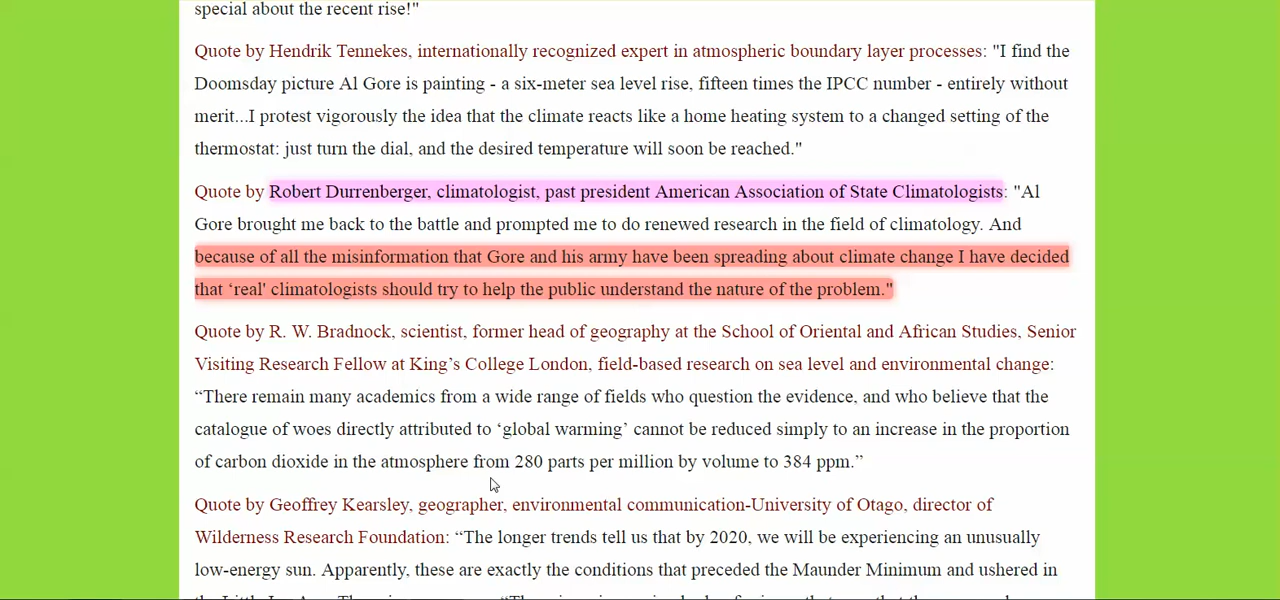 special about the recent rise!"
Quote by Hendrik Tennekes, internationally recognized expert in atmospheric boundary layer processes: "I find the
Doomsday picture Al Gore is painting - a six-meter sea level rise, fifteen times the IPCC number - entirely without
merit...I protest vigorously the idea that the climate reacts like a home heating system to a changed setting of the
thermostat: just turn the dial, and the desired temperature will soon be reached."
Quote by Robert Durrenberger, climatologist, past president American Association of State Climatologists: "Al
Gore brought me back to the battle and prompted me to do renewed research in the field of climatology. And
because of all the misinformation that Gore and his army have been spreading about climate change I have decided
that ‘real' climatologists should try to help the public understand the nature of the problem."
Quote by R. W. Bradnock, scientist, former head of geography at the School of Oriental and African Studies, Senior
Visiting Research Fellow at King’s College London, field-based research on sea level and environmental change:
“There remain many academics from a wide range of fields who question the evidence, and who believe that the
catalogue of woes directly attributed to ‘global warming’ cannot be reduced simply to an increase in the proportion
of carbon dioxide in the atmosphere from 280 parts per million by volume to 384 ppm.”
Quote by Geoffrey Kearsley, geographer, environmental communication-University of Otago, director of
Wilderness Research Foundation: “The longer trends tell us that by 2020, we will be experiencing an unusually
low-energy sun. Apparently, these are exactly the conditions that preceded the Maunder Minimum and ushered in